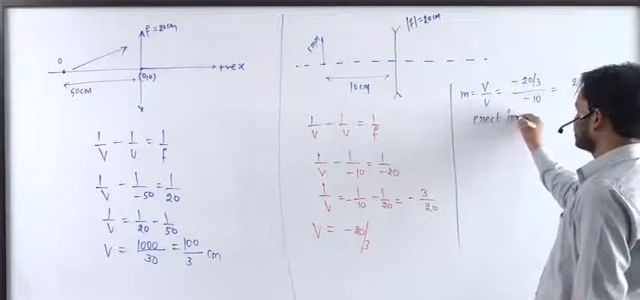 f = 20cm
O
(0,0)
+ve x
50cm
1/V - 1/U = 1/f
1/V - 1/-50 = 1/20
1/V = 1/20 - 1/50
V = 1000/30 = 100/3 cm
|f| = 20cm
10cm
1/V - 1/U = 1/f
1/V - 1/-10 = 1/-20
1/V = -1/10 - 1/20 = -3/20
V = -20/3
m = V/U = -20/3/-10 =
erect